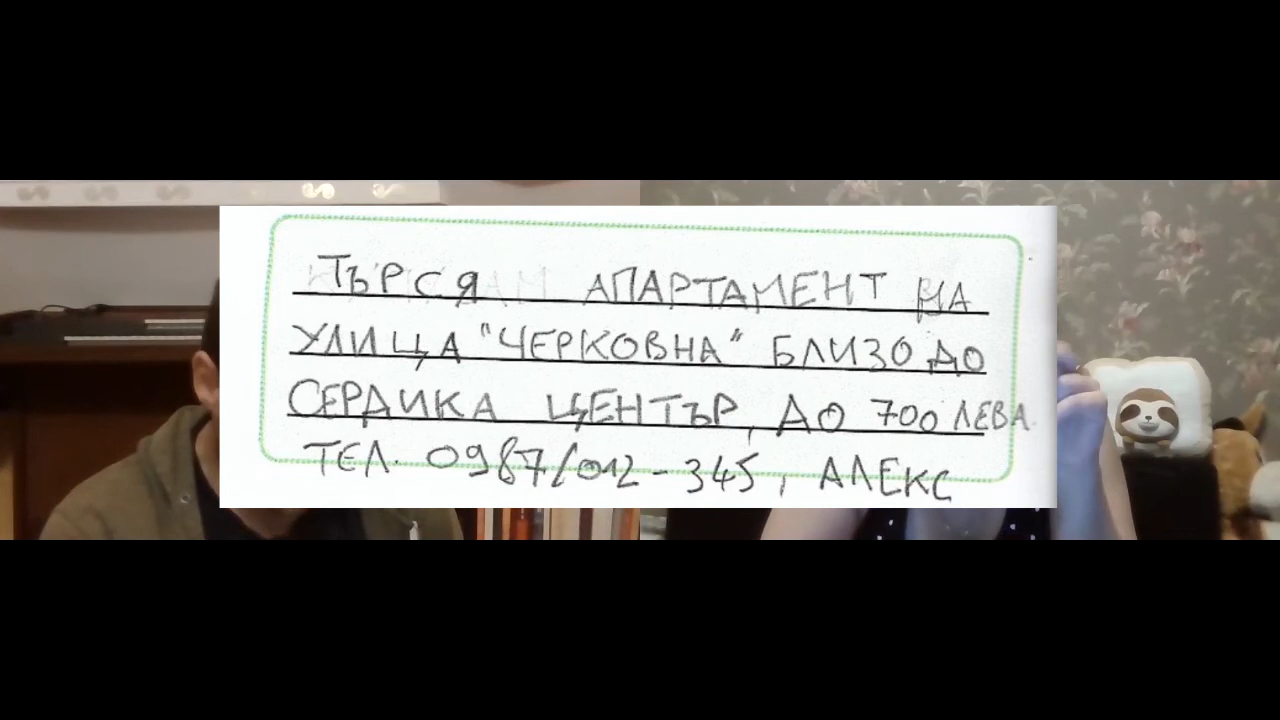 ТЪРСЯ АПАРТАМЕНТ НА
УЛИЦА "ЧЕРКОВНА" БЛИЗО ДО
СЕРДИКА ЦЕНТЪР, ДО 700 ЛЕВА
ТЕЛ. 0987/012-345, АЛЕКС